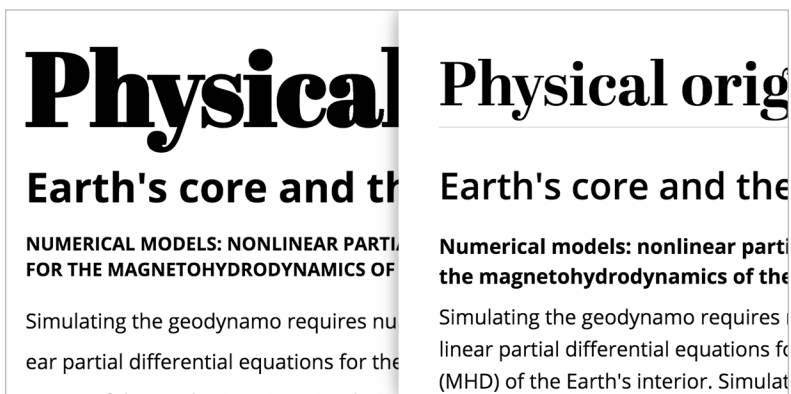 Physical
Earth's core and th
NUMERICAL MODELS: NONLINEAR PARTIA
FOR THE MAGNETOHYDRODYNAMICS OF
Simulating the geodynamo requires nu
ear partial differential equations for the
Physical orig
Earth's core and the
Numerical models: nonlinear parti
the magnetohydrodynamics of the
Simulating the geodynamo requires
linear partial differential equations fo
(MHD) of the Earth's interior. Simulat